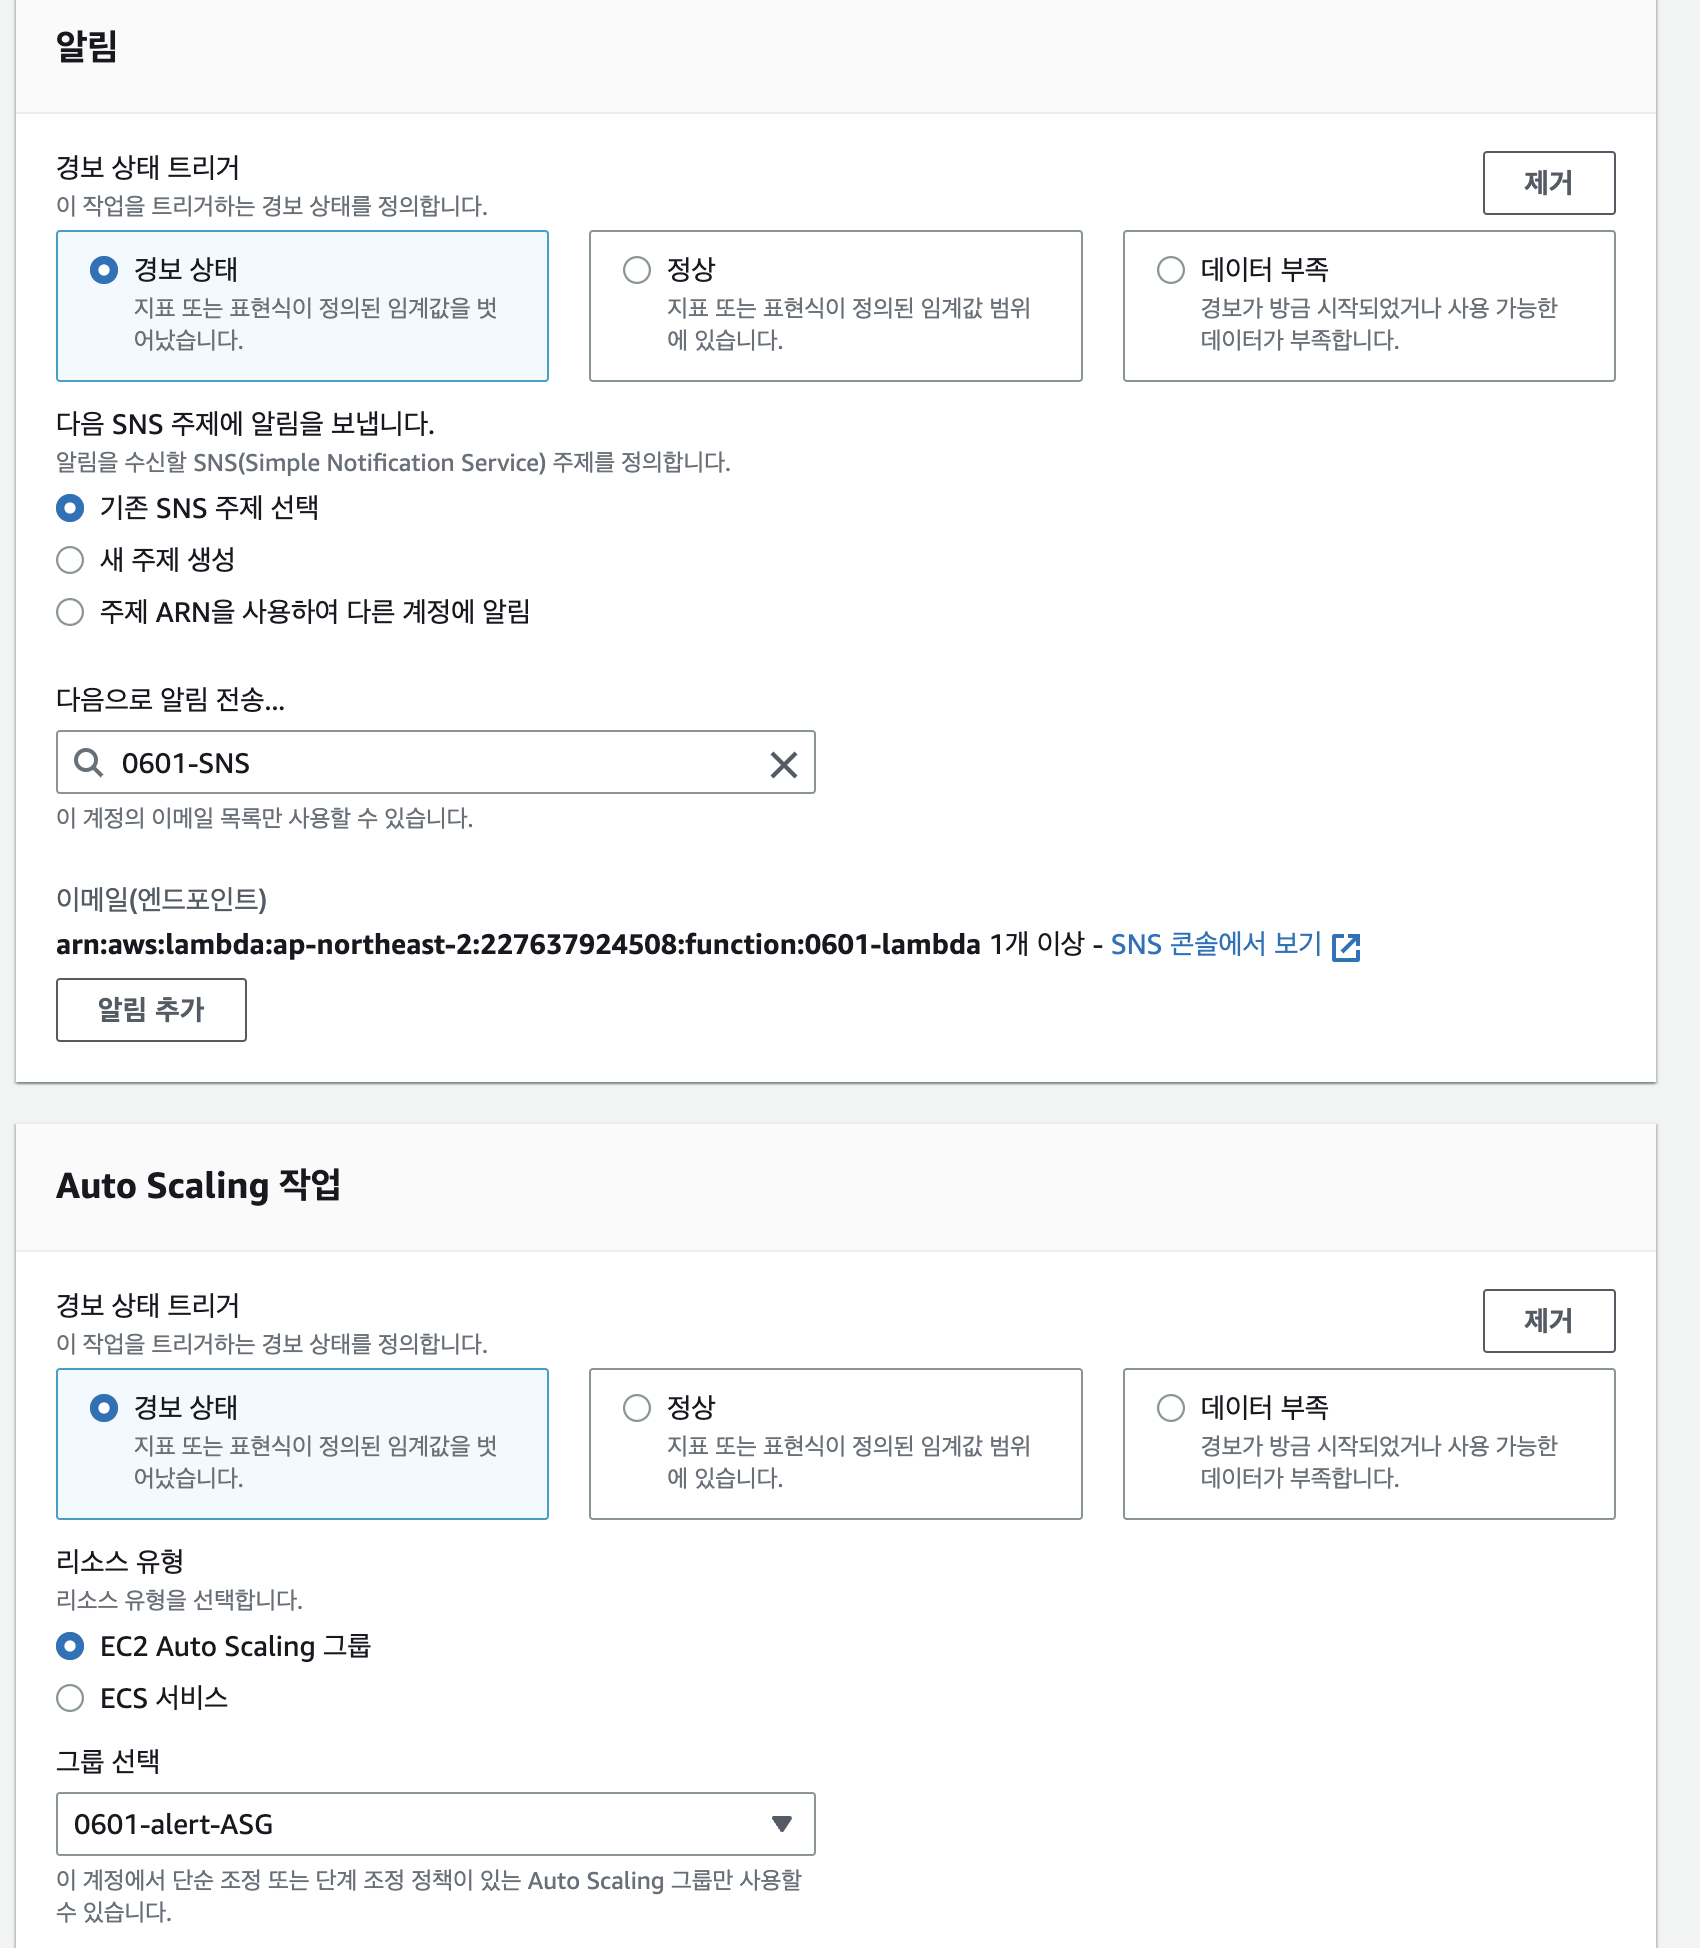 알림
경보 상태 트리거
이 작업을 트리거하는 경보 상태를 정의합니다.
제거
경보 상태
지표 또는 표현식이 정의된 임계값을 벗
어났습니다.
정상
지표 또는 표현식이 정의된 임계값 범위
에 있습니다.
데이터 부족
경보가 방금 시작되었거나 사용 가능한
데이터가 부족합니다.
다음 SNS 주제에 알림을 보냅니다.
알림을 수신할 SNS(Simple Notification Service) 주제를 정의합니다.
기존 SNS 주제 선택
새 주제 생성
주제 ARN을 사용하여 다른 계정에 알림
다음으로 알림 전송...
0601-SNS
이 계정의 이메일 목록만 사용할 수 있습니다.
이메일(엔드포인트)
arn:aws:lambda:ap-northeast-2:227637924508:function:0601-lambda 1개 이상 - SNS 콘솔에서 보기
알림 추가
Auto Scaling 작업
경보 상태 트리거
이 작업을 트리거하는 경보 상태를 정의합니다.
제거
경보 상태
지표 또는 표현식이 정의된 임계값을 벗
어났습니다.
정상
지표 또는 표현식이 정의된 임계값 범위
에 있습니다.
데이터 부족
경보가 방금 시작되었거나 사용 가능한
데이터가 부족합니다.
리소스 유형
리소스 유형을 선택합니다.
EC2 Auto Scaling 그룹
ECS 서비스
그룹 선택
0601-alert-ASG
이 계정에서 단순 조정 또는 단계 조정 정책이 있는 Auto Scaling 그룹만 사용할
수 있습니다.